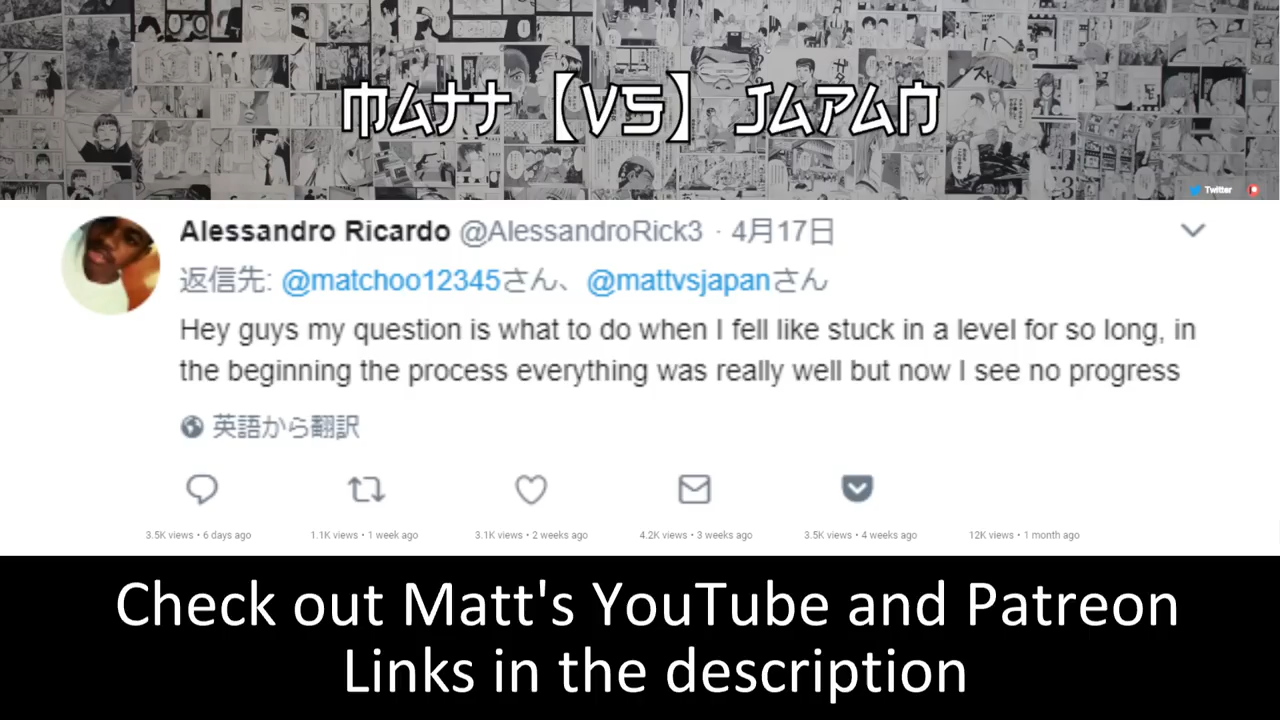 MATT【VS】JAPAN
Twitter
Alessandro Ricardo @AlessandroRick3 · 4月17日
返信先: @matchoo12345さん、@mattvsjapanさん
Hey guys my question is what to do when I fell like stuck in a level for so long, in
the beginning the process everything was really well but now I see no progress
英語から翻訳
3.5K views • 6 days ago 1.1K views • 1 week ago 3.1K views • 2 weeks ago 4.2K views • 3 weeks ago 3.5K views • 4 weeks ago 12K views • 1 month ago
Check out Matt's YouTube and Patreon
Links in the description